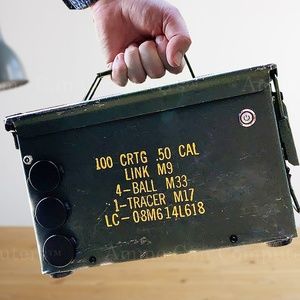 100 CRTG .50 CAL
LINK M9
4-BALL M33
1-TRACER M17
LC-08M614L618